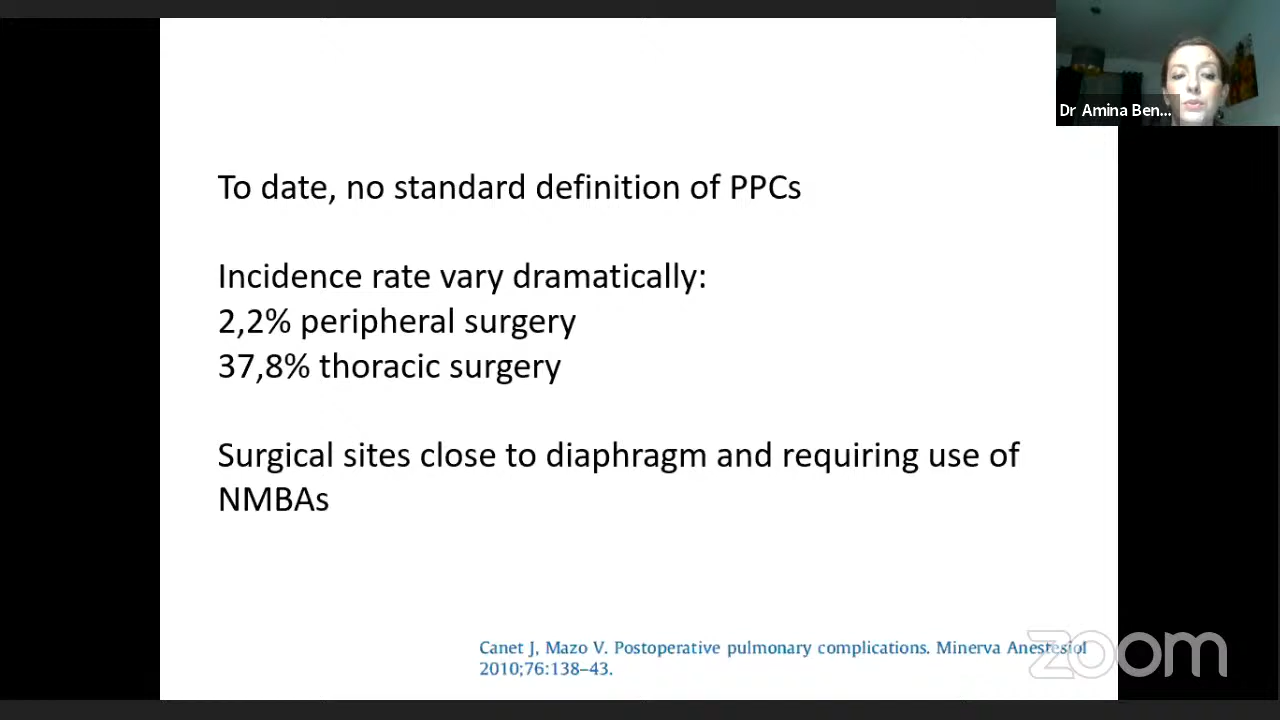 Dr Amina Ben...
To date, no standard definition of PPCs
Incidence rate vary dramatically:
2,2% peripheral surgery
37,8% thoracic surgery
Surgical sites close to diaphragm and requiring use of
NMBAs
Canet J, Mazo V. Postoperative pulmonary complications. Minerva Anestesiol
2010;76:138–43.
zoom